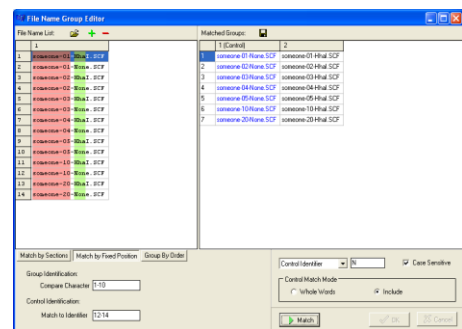 File Name Group Editor
File Name List:
Matched Groups:
1
1 someone-01-HhaI.SCF
2 someone-01-None.SCF
3 someone-02-HhaI.SCF
4 someone-02-None.SCF
5 someone-03-HhaI.SCF
6 someone-03-None.SCF
7 someone-04-HhaI.SCF
8 someone-04-None.SCF
9 someone-05-HhaI.SCF
10 someone-05-None.SCF
11 someone-10-HhaI.SCF
12 someone-10-None.SCF
13 someone-20-HhaI.SCF
14 someone-20-None.SCF
1 (Control) 2
1 someone-01-None.SCF someone-01-HhaI.SCF
2 someone-02-None.SCF someone-02-HhaI.SCF
3 someone-03-None.SCF someone-03-HhaI.SCF
4 someone-04-None.SCF someone-04-HhaI.SCF
5 someone-05-None.SCF someone-05-HhaI.SCF
6 someone-10-None.SCF someone-10-HhaI.SCF
7 someone-20-None.SCF someone-20-HhaI.SCF
Match by Sections Match by Fixed Position Group By Order
Group Identification:
Compare Character 1-10
Control Identification:
Match to Identifier 12-14
Control Identifier N Case Sensitive
Control Match Mode
Whole Words Include
Match OK Cancel